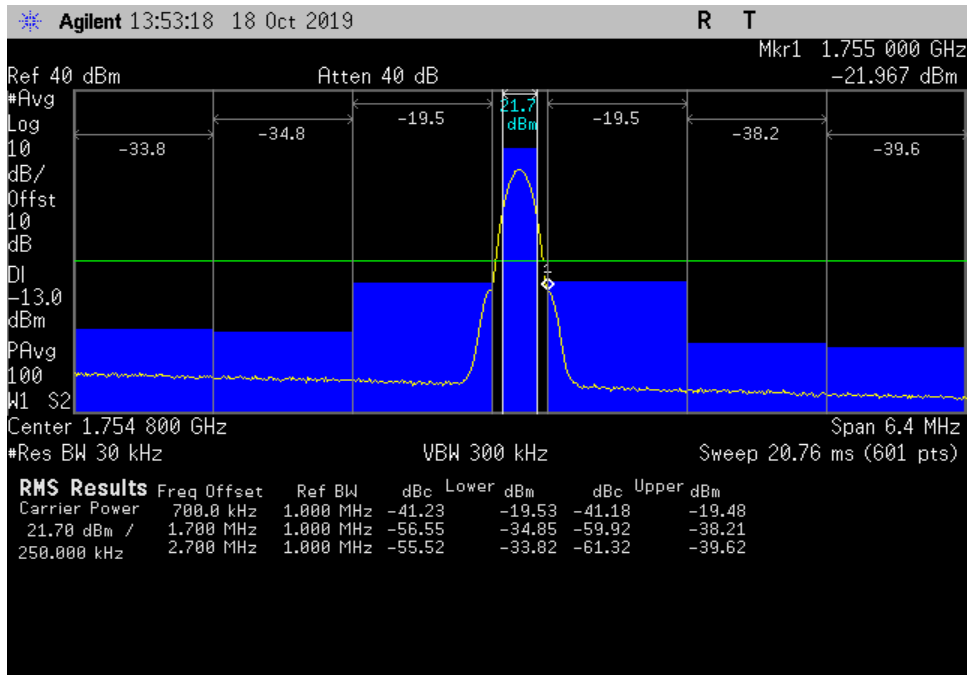 Agilent 13:53:18 18 Oct 2019 R T
Mkr1 1.755 000 GHz
Ref 40 dBm Atten 40 dB -21.967 dBm
#Avg
Log
10
dB/
Offst
10
dB
DI
-13.0
dBm
PAvg
100
W1 S2
-33.8 -34.8 -19.5 21.7 dBm -19.5 -38.2 -39.6
1
Center 1.754 800 GHz Span 6.4 MHz
#Res BW 30 kHz VBW 300 kHz Sweep 20.76 ms (601 pts)
RMS Results Freq Offset Ref BW dBc Lower dBm dBc Upper dBm
Carrier Power 700.0 kHz 1.000 MHz -41.23 -19.53 -41.18 -19.48
21.70 dBm / 1.700 MHz 1.000 MHz -56.55 -34.85 -59.92 -38.21
250.000 kHz 2.700 MHz 1.000 MHz -55.52 -33.82 -61.32 -39.62